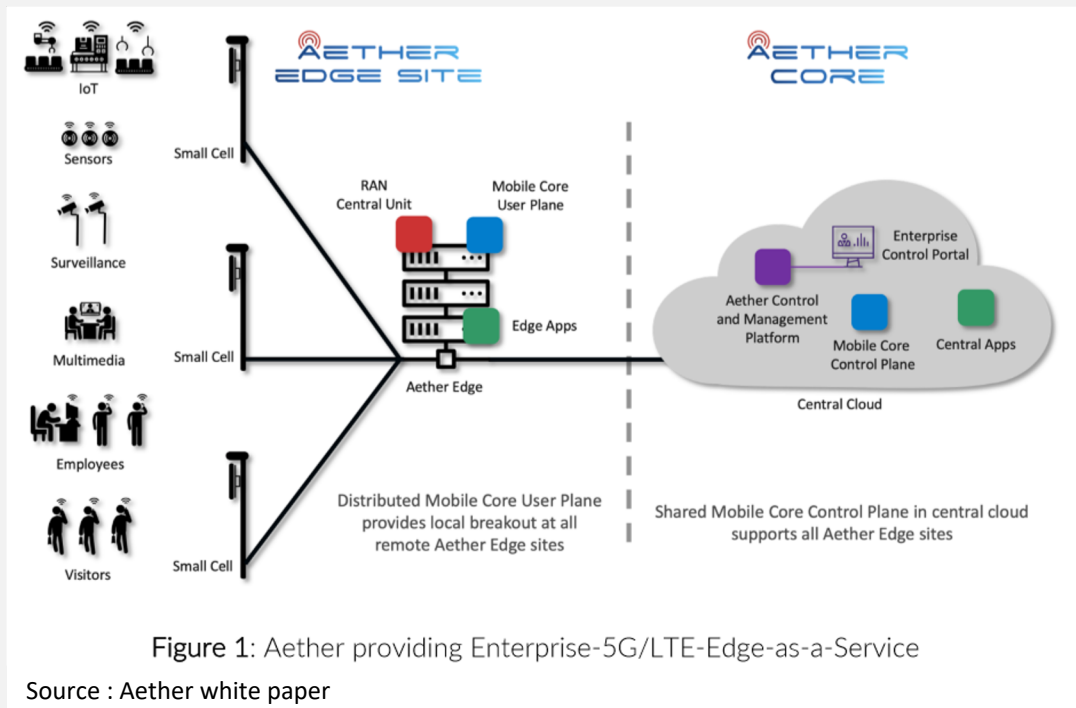 AETHER
EDGE SITE
AETHER
CORE
IoT
Sensors
Surveillance
Multimedia
Employees
Visitors
Small Cell
Small Cell
Small Cell
RAN
Central Unit
Mobile Core
User Plane
Edge Apps
Aether Edge
Enterprise
Control Portal
Aether Control
and Management
Platform
Mobile Core
Control Plane
Central Apps
Central Cloud
Distributed Mobile Core User Plane
provides local breakout at all
remote Aether Edge sites
Shared Mobile Core Control Plane in central cloud
supports all Aether Edge sites
Figure 1: Aether providing Enterprise-5G/LTE-Edge-as-a-Service
Source : Aether white paper